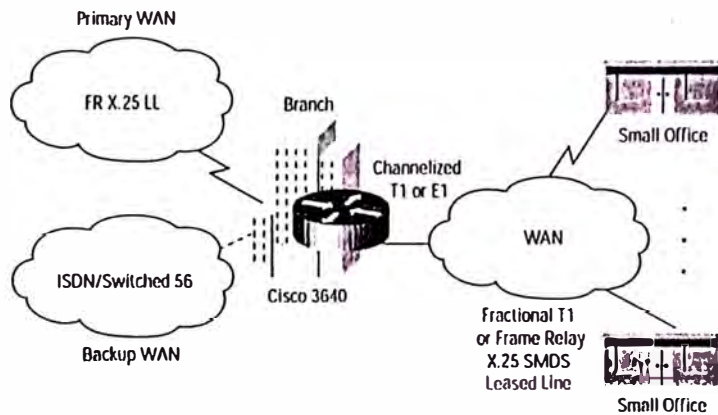 Primary WAN
FR X.25 LL
Branch
Channelized
T1 or E1
Small Office
WAN
ISDN/Switched 56
Cisco 3640
Backup WAN
Fractional T1
or Frame Relay
X.25 SMDS
Leased Line
Small Office